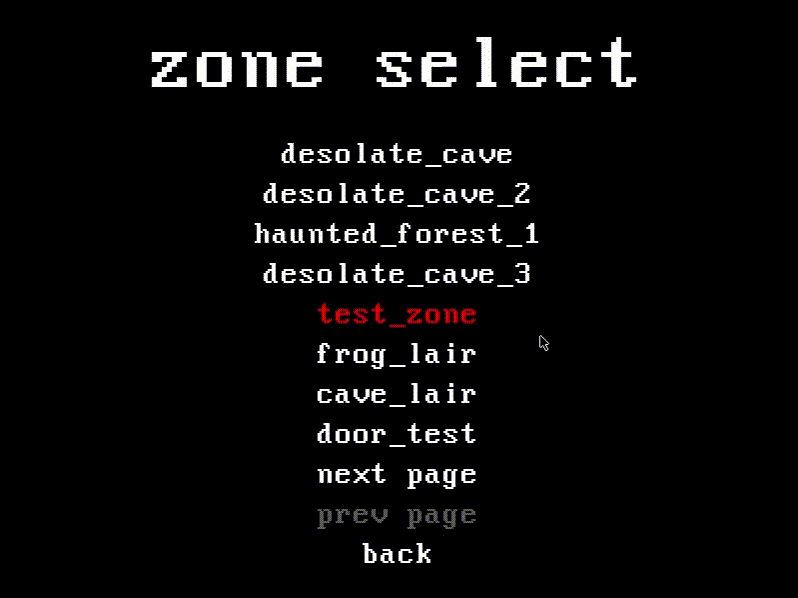 zone select
desolate_cave
desolate_cave_2
haunted_forest_1
desolate_cave_3
test_zone
frog_lair
cave_lair
door_test
next page
prev page
back